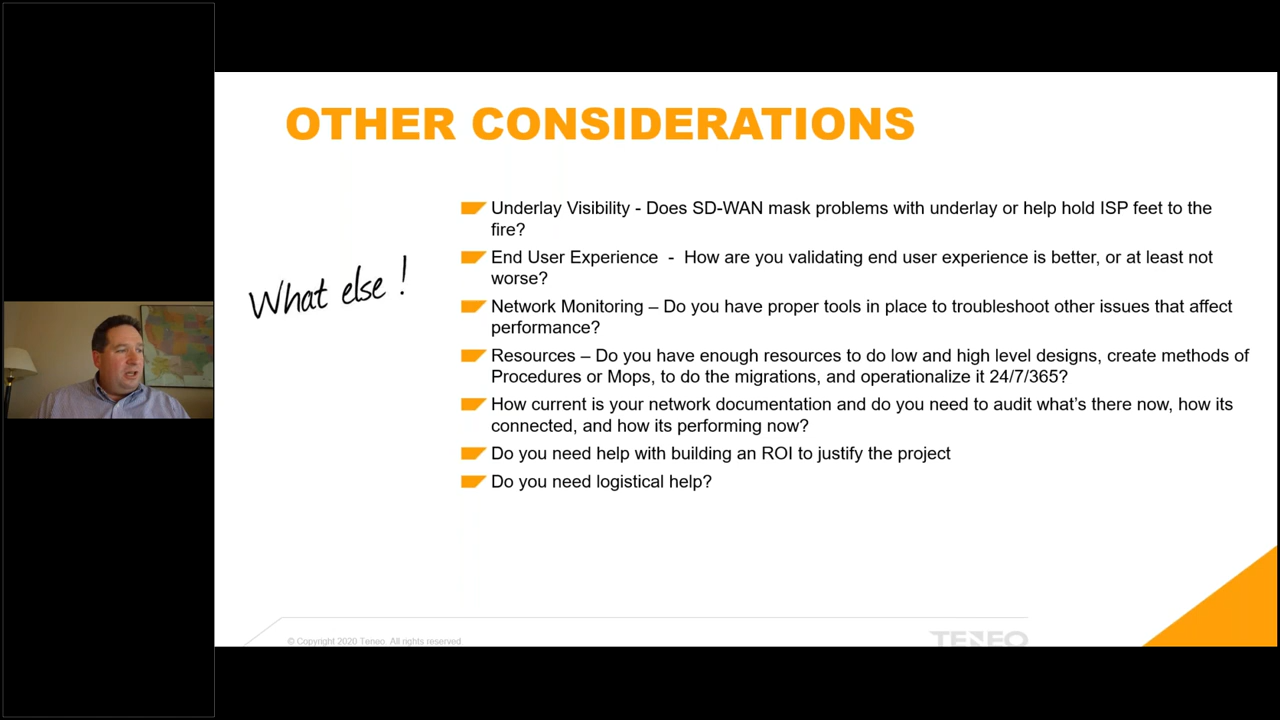 OTHER CONSIDERATIONS
What else !
Underlay Visibility - Does SD-WAN mask problems with underlay or help hold ISP feet to the
fire?
End User Experience  -  How are you validating end user experience is better, or at least not
worse?
Network Monitoring – Do you have proper tools in place to troubleshoot other issues that affect
performance?
Resources – Do you have enough resources to do low and high level designs, create methods of
Procedures or Mops, to do the migrations, and operationalize it 24/7/365?
How current is your network documentation and do you need to audit what's there now, how its
connected, and how its performing now?
Do you need help with building an ROI to justify the project
Do you need logistical help?
© Copyright 2020 Teneo. All rights reserved.
TENEO